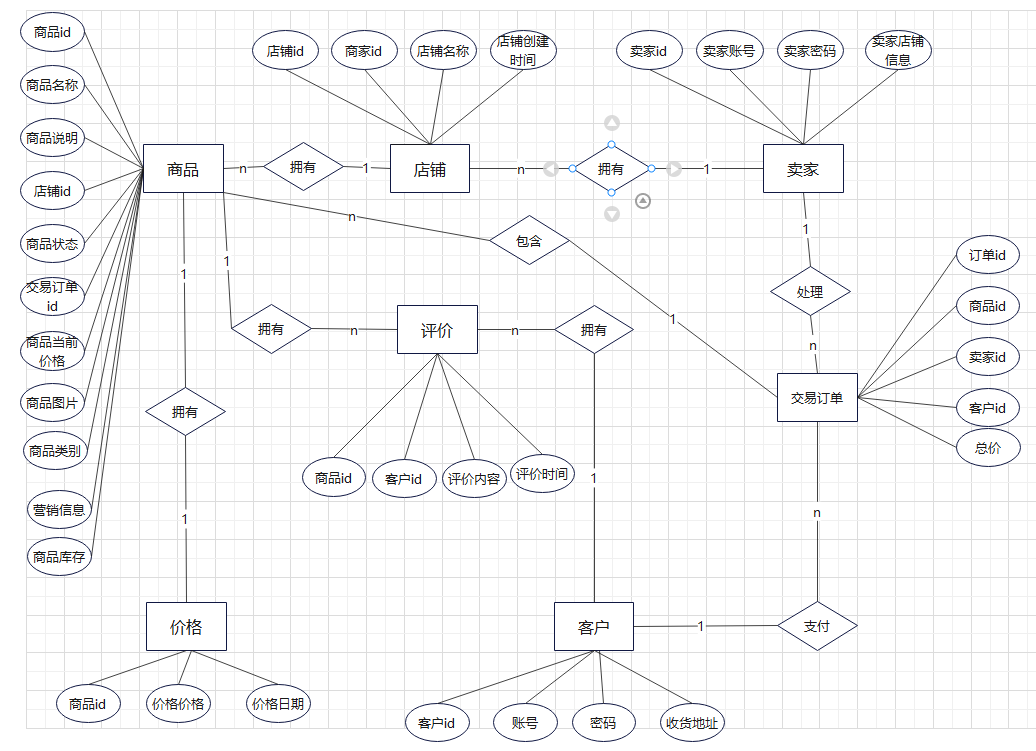 商品id
店铺id
商家id
店铺名称
店铺创建
时间
卖家id
卖家账号
卖家密码
卖家店铺
信息
商品名称
商品说明
店铺id
商品状态
交易订单
id
商品当前
价格
商品图片
商品类别
营销信息
商品库存
商品
n
拥有
1
店铺
n
拥有
1
卖家
n
包含
1
1
处理
n
订单id
商品id
卖家id
客户id
总价
交易订单
1
拥有
n
评价
n
拥有
1
1
拥有
1
商品id
客户id
评价内容
评价时间
n
价格
客户
1
支付
商品id
价格价格
价格日期
客户id
账号
密码
收货地址